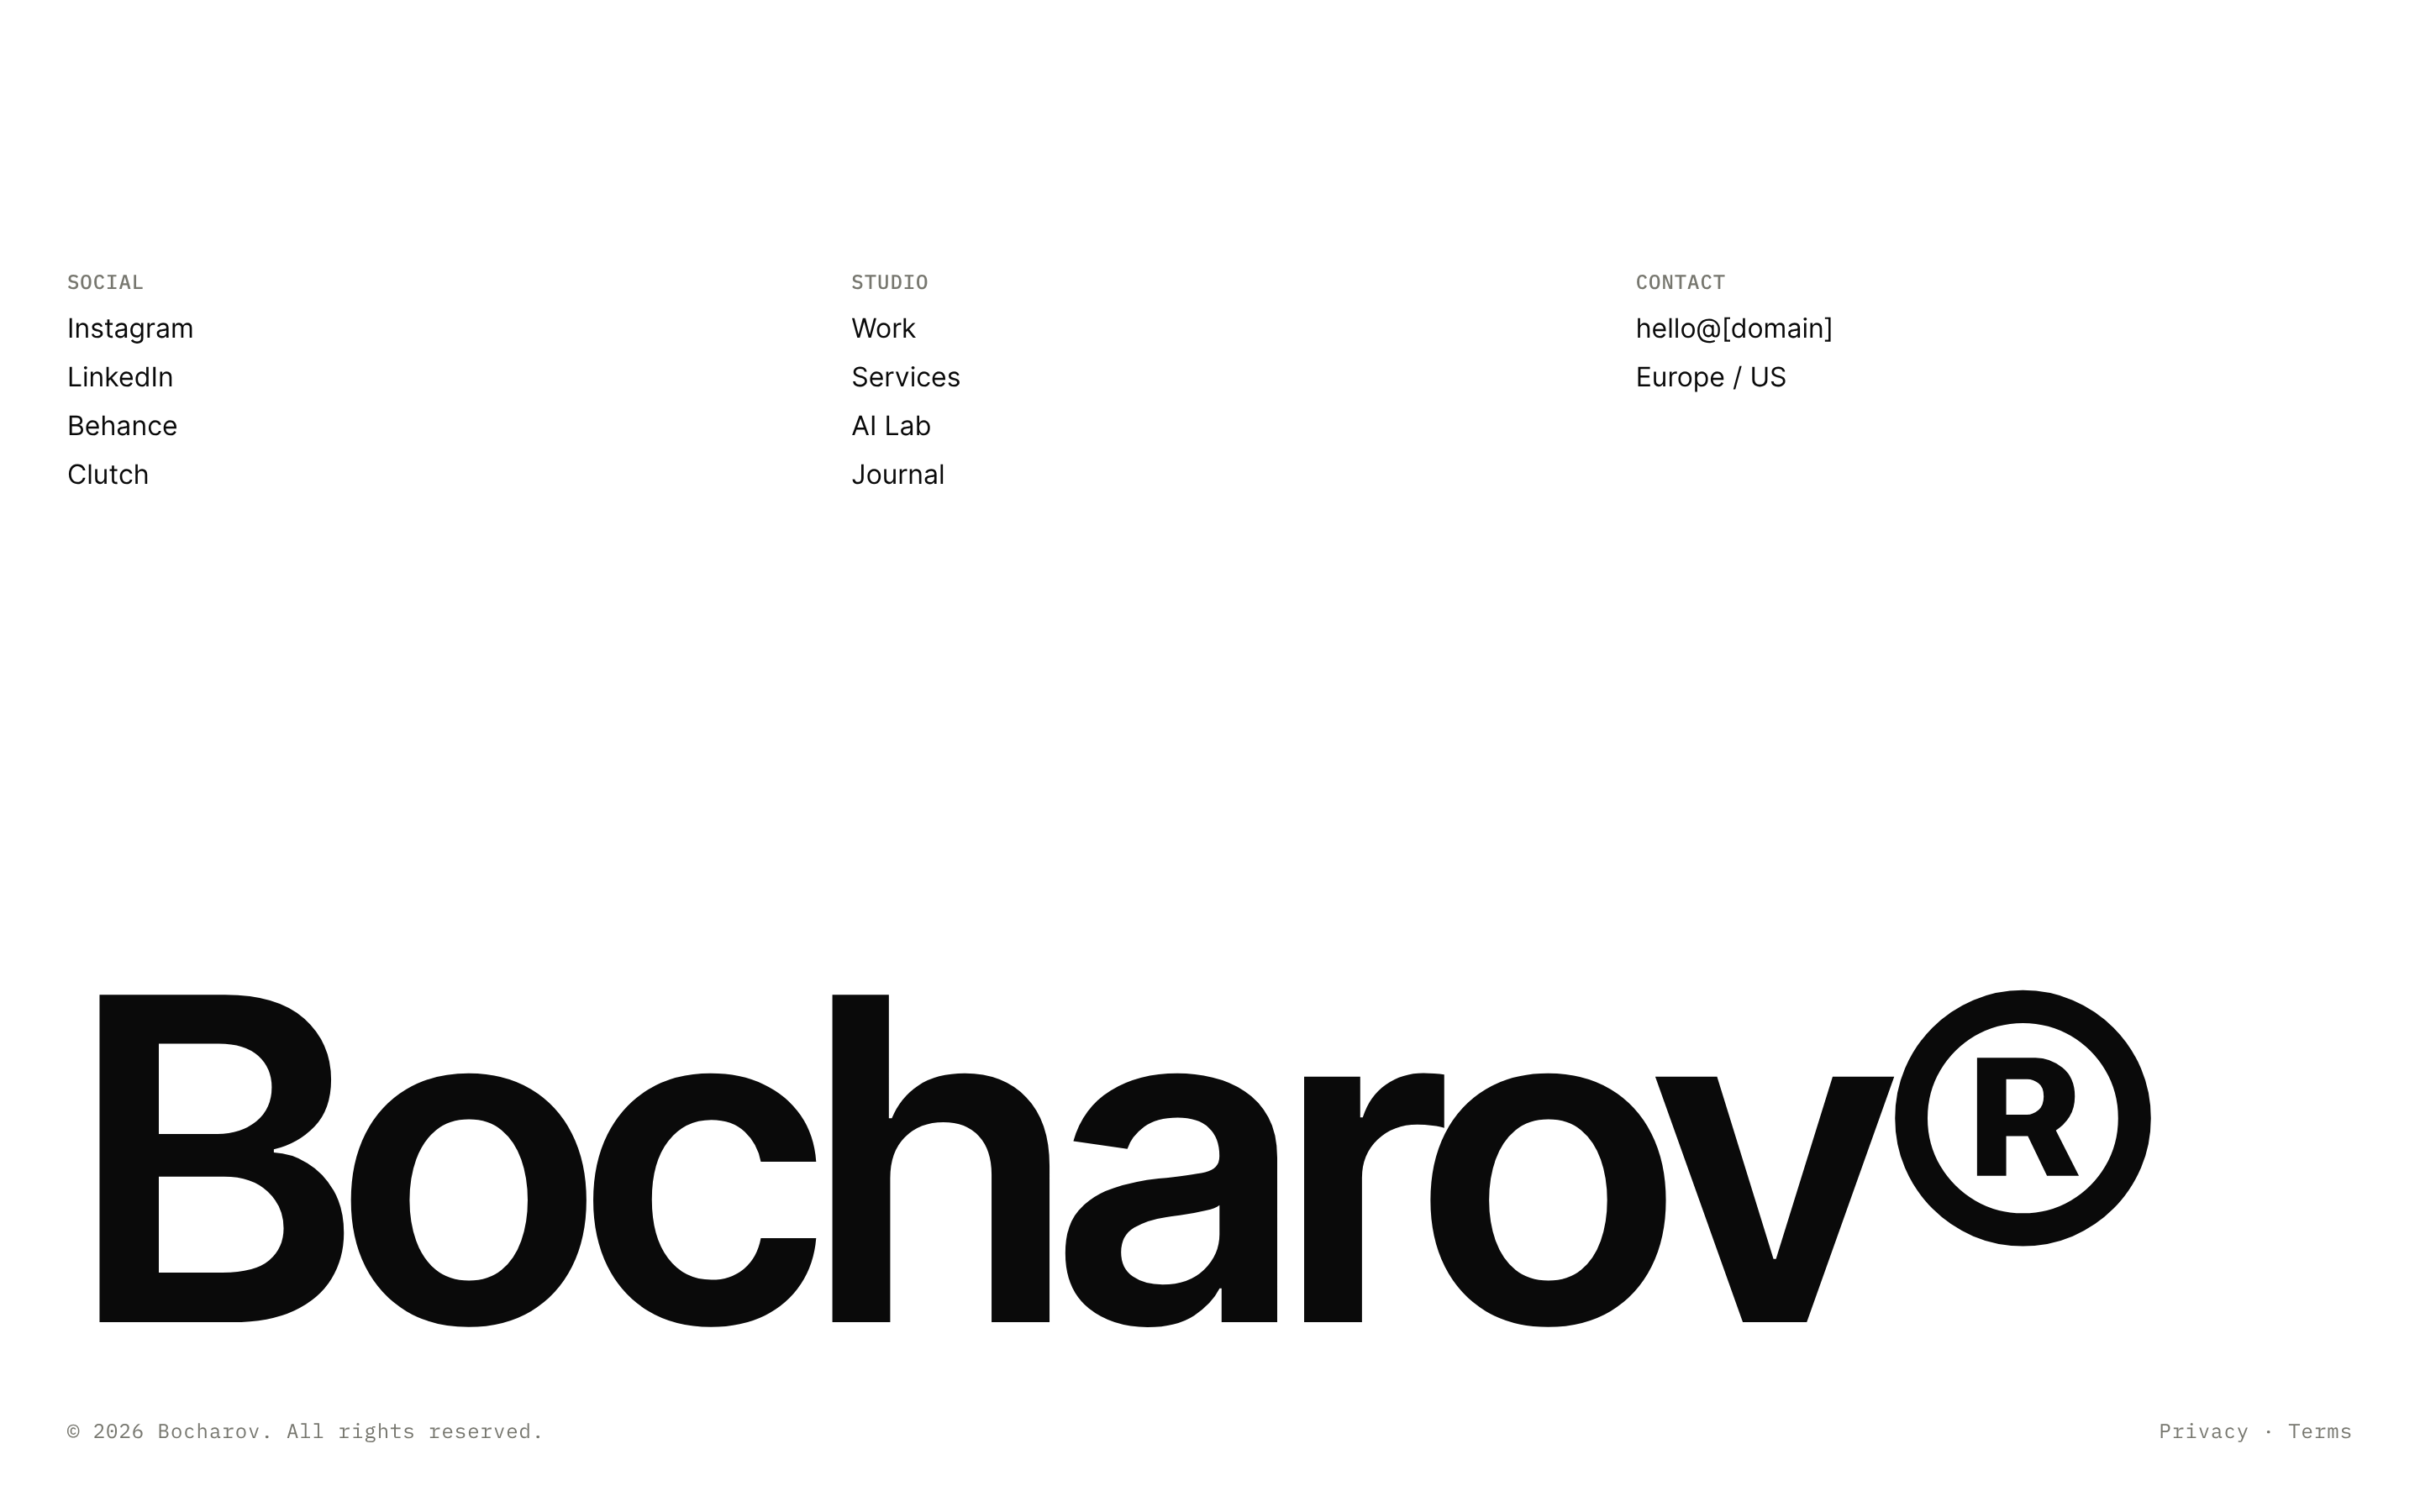 SOCIAL
Instagram
LinkedIn
Behance
Clutch
STUDIO
Work
Services
AI Lab
Journal
CONTACT
hello@[domain]
Europe / US
Bocharov®
© 2026 Bocharov. All rights reserved.
Privacy · Terms